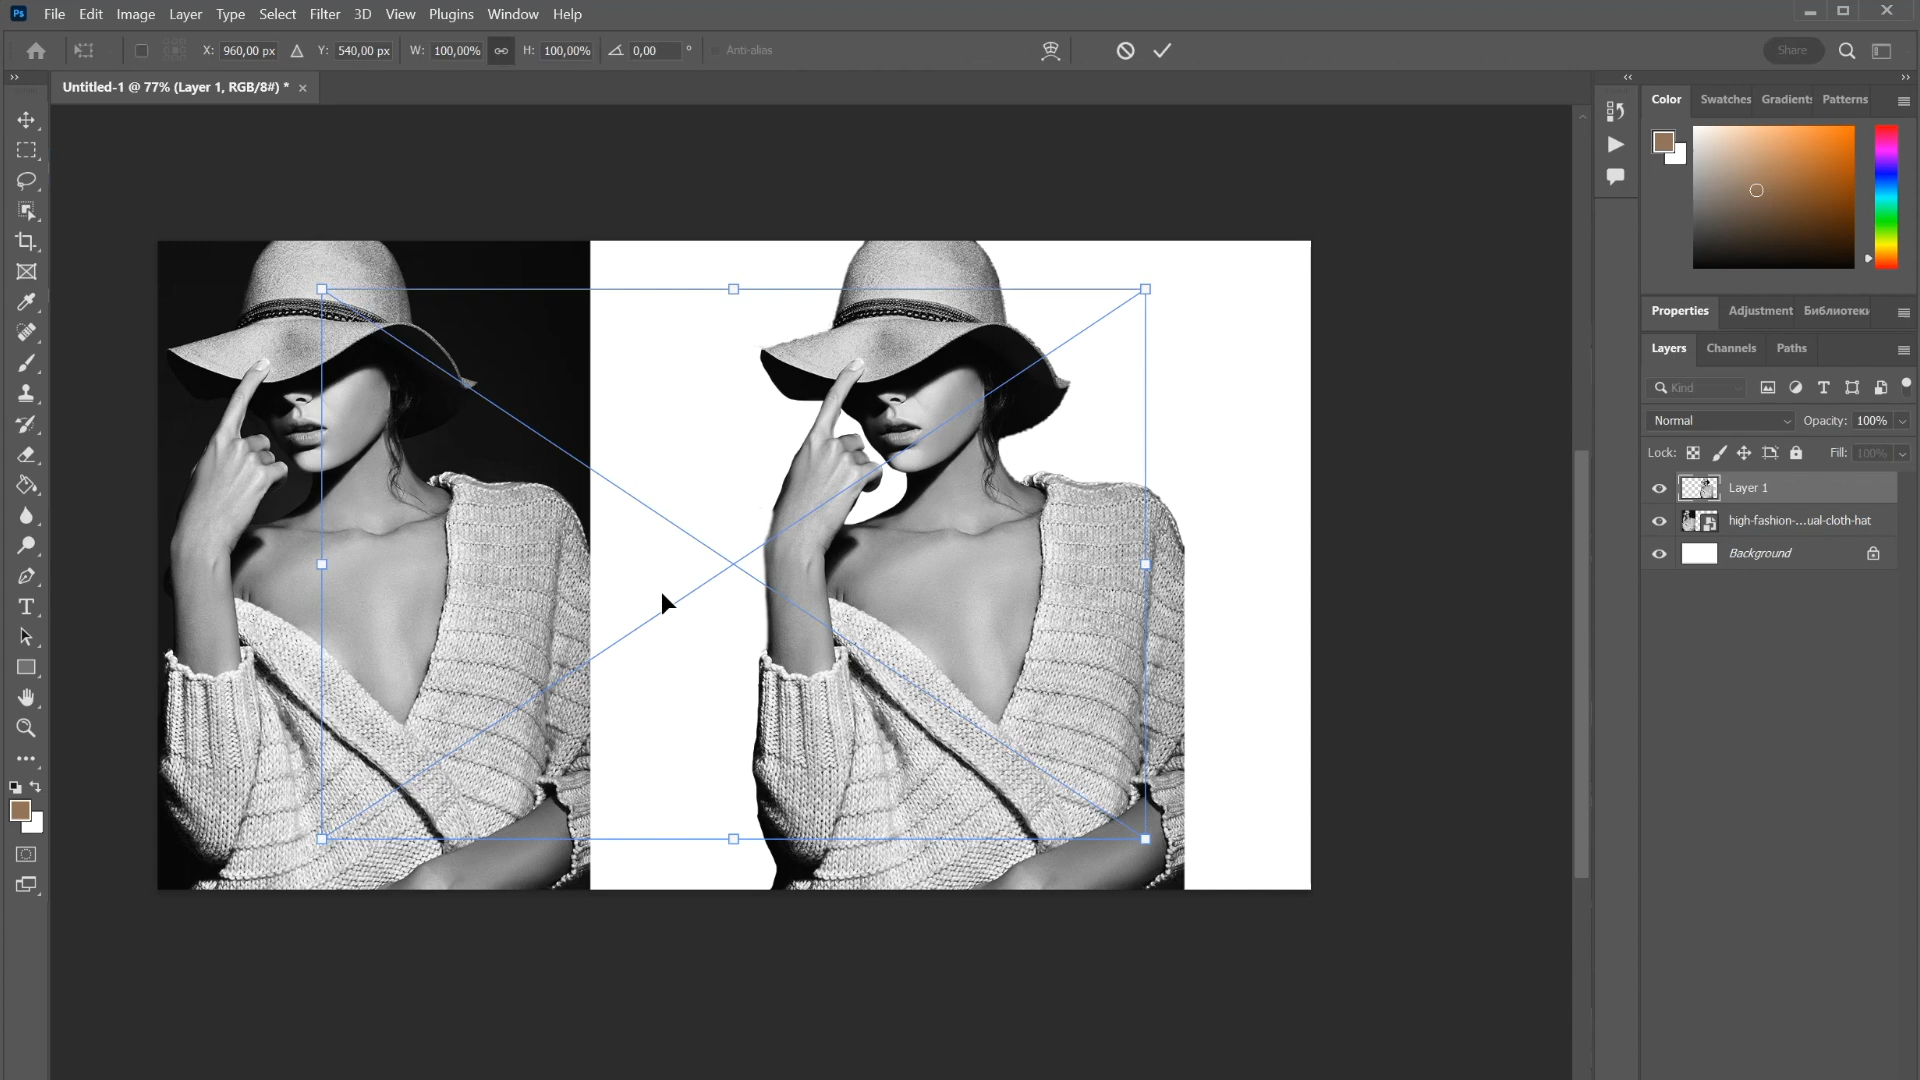 Ps File Edit Image Layer Type Select Filter 3D View Plugins Window Help
X: 960,00 px Y: 540,00 px W: 100,00% H: 100,00% 0,00 ° Anti-alias Share
Untitled-1 @ 77% (Layer 1, RGB/8#) * ×
Color Swatches Gradients Patterns
Properties Adjustment Библиотеки
Layers Channels Paths
Kind
Normal Opacity: 100%
Lock: Fill: 100%
Layer 1
high-fashion-...ual-cloth-hat
Background